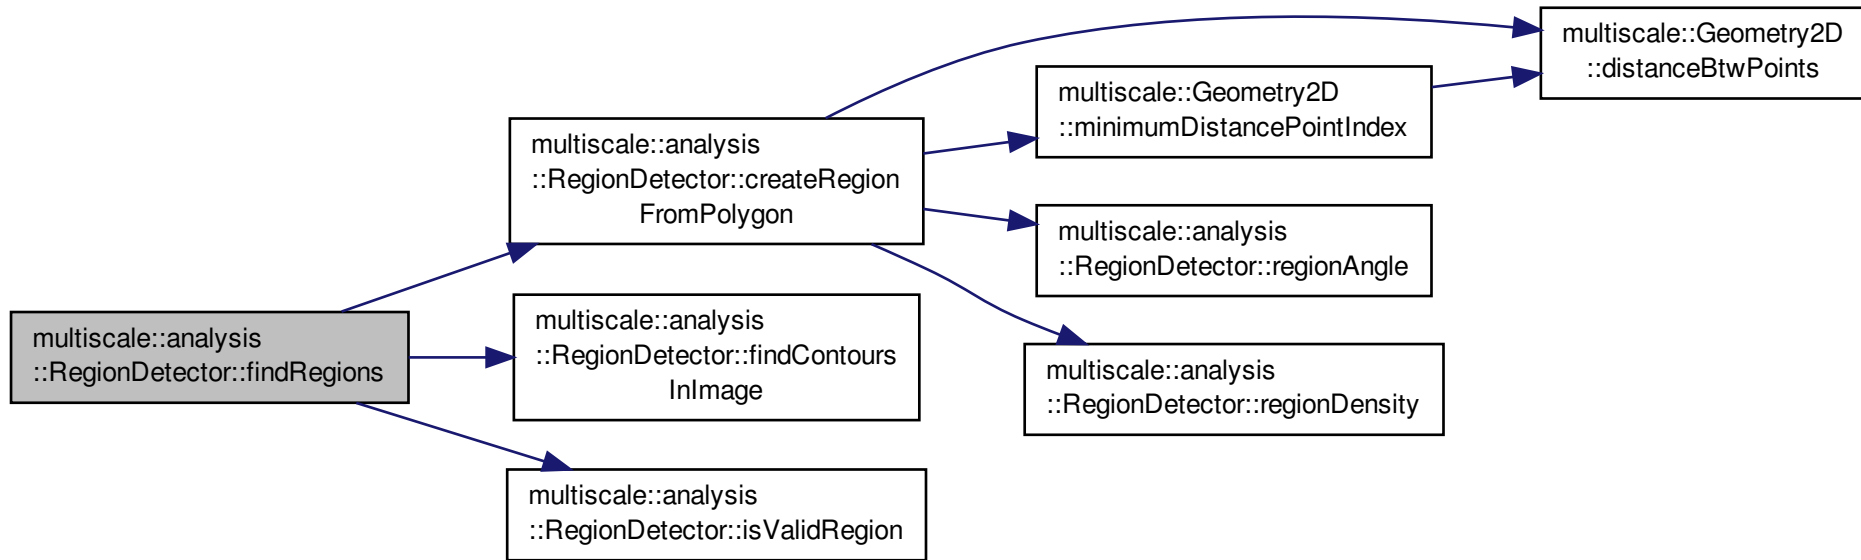 multiscale::Geometry2D
::distanceBtwPoints
multiscale::Geometry2D
::minimumDistancePointIndex
multiscale::analysis
::RegionDetector::createRegion
FromPolygon
multiscale::analysis
::RegionDetector::regionAngle
multiscale::analysis
::RegionDetector::findContours
InImage
multiscale::analysis
::RegionDetector::findRegions
multiscale::analysis
::RegionDetector::regionDensity
multiscale::analysis
::RegionDetector::isValidRegion